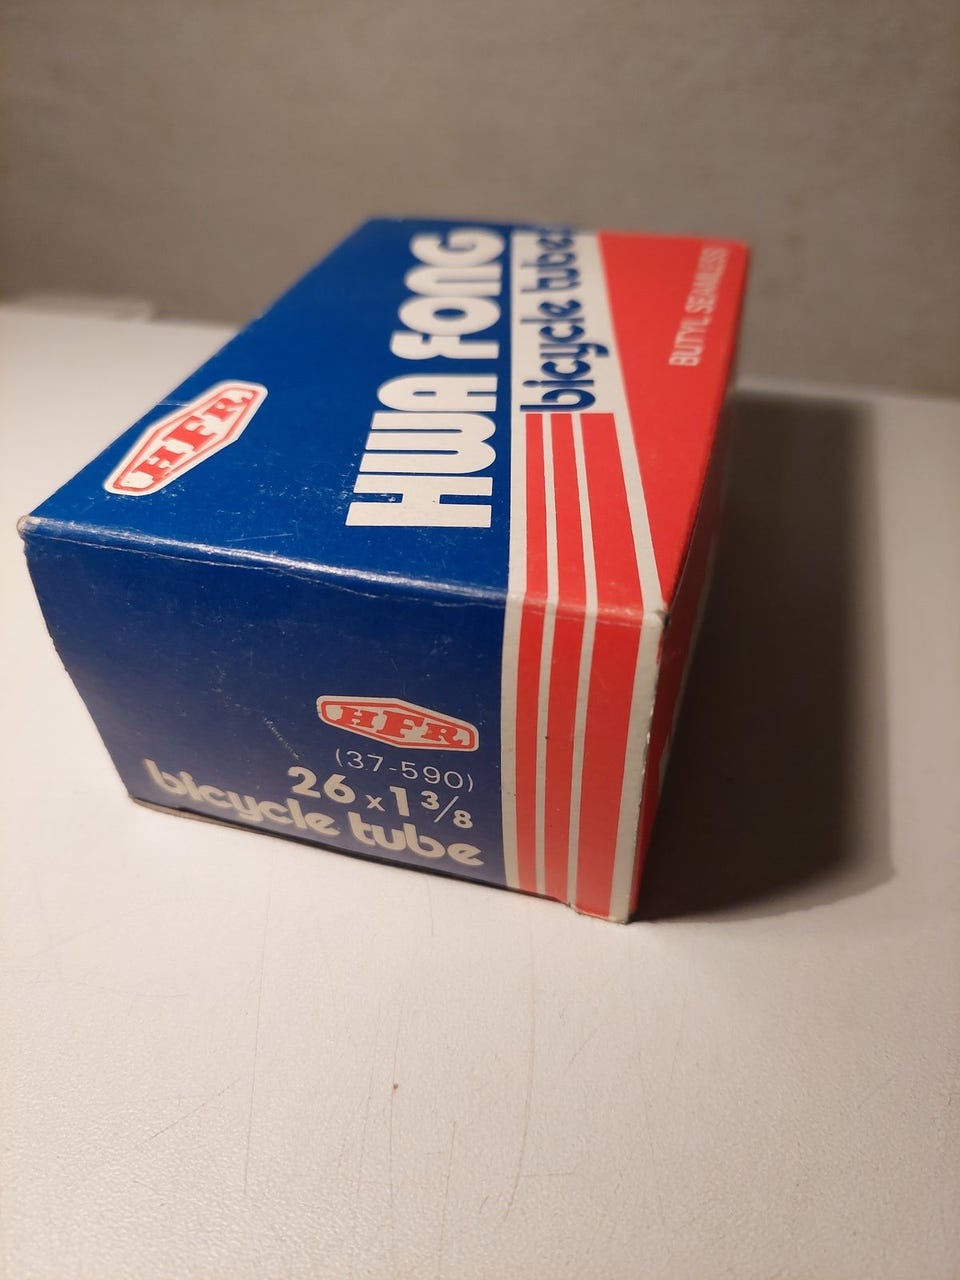 HWA FONG
bicycle tubes
BUTYL SEAMLESS
HFR
HFR
(37-590)
26 x 1 3/8
bicycle tube